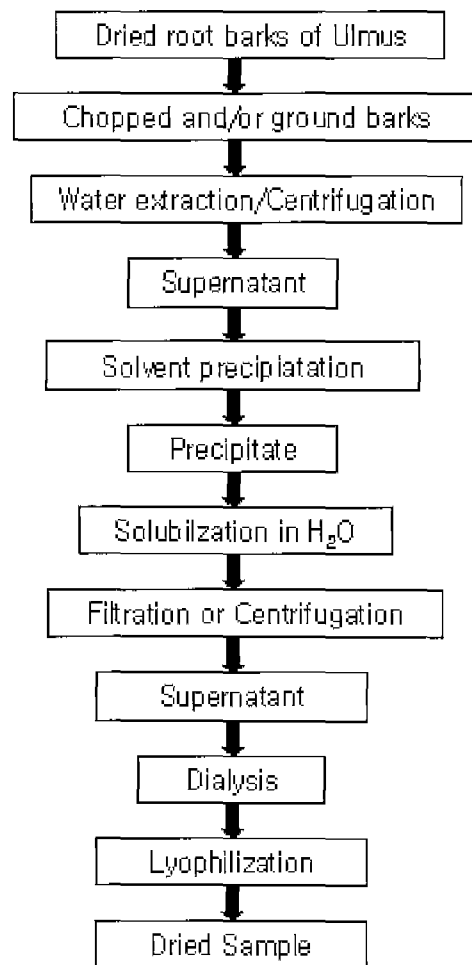 Dried root barks of Ulmus
Chopped and/or ground barks
Water extraction/Centrifugation
Supernatant
Solvent precipiatation
Precipitate
Solubilzation in H₂O
Filtration or Centrifugation
Supernatant
Dialysis
Lyophilization
Dried Sample